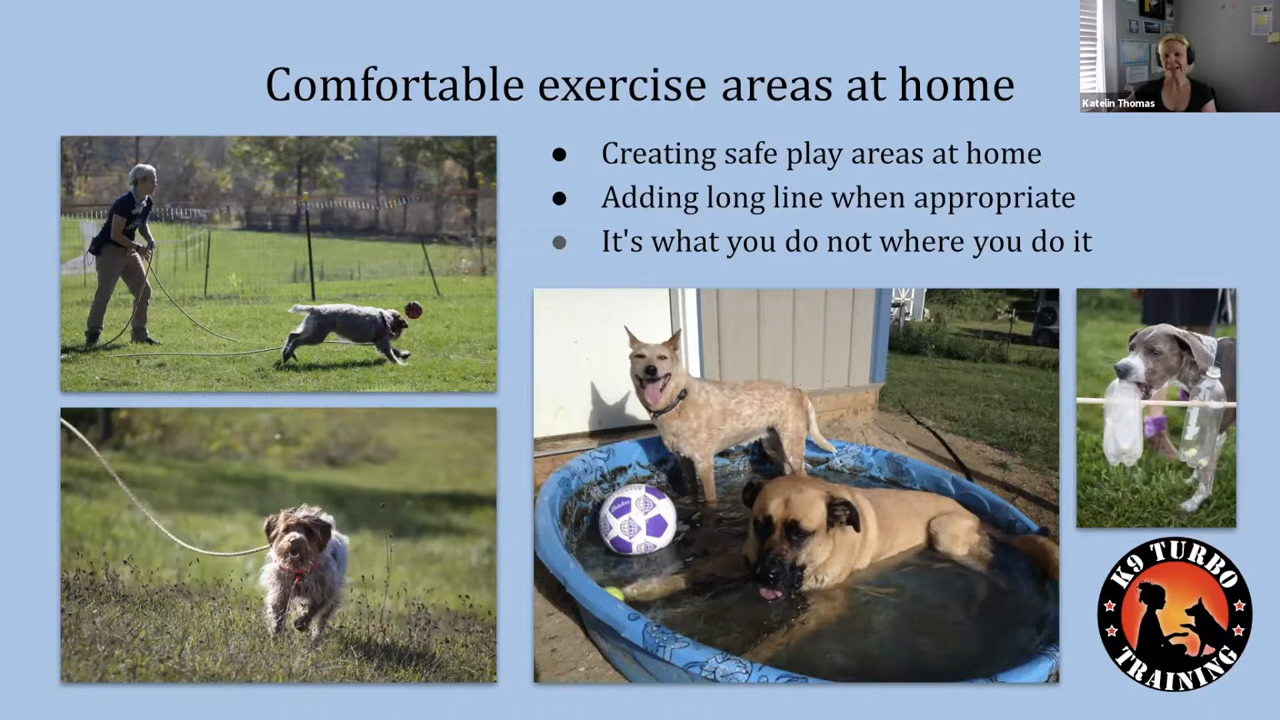 Comfortable exercise areas at home
Katelin Thomas
● Creating safe play areas at home
● Adding long line when appropriate
● It's what you do not where you do it
K9 TURBO
TRAINING